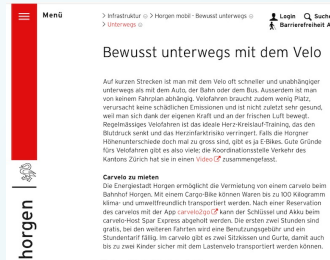 Menü
> Infrastruktur > Horgen mobil - Bewusst unterwegs
> Unterwegs
Login Suche
Barrierefreiheit A
Bewusst unterwegs mit dem Velo
Auf kurzen Strecken ist man mit dem Velo oft schneller und unabhängiger
unterwegs als mit dem Auto, der Bahn oder dem Bus. Ausserdem ist man
von keinem Fahrplan abhängig. Velofahren braucht zudem wenig Platz,
verursacht keine schädlichen Emissionen und ist nicht zuletzt sehr gesund,
weil man sich dank der eigenen Kraft und an der frischen Luft bewegt.
Regelmässiges Velofahren ist das ideale Herz-Kreislauf-Training, das den
Blutdruck senkt und das Herzinfarktrisiko verringert. Falls die Horgner
Höhenunterschiede doch mal zu gross sind, gibt es ja E-Bikes. Gute Gründe
fürs Velofahren gibt es also viele; die Koordinationsstelle Verkehr des
Kantons Zürich hat sie in einen Video zusammengefasst.
Carvelo zu mieten
Die Energiestadt Horgen ermöglicht die Vermietung von einem carvelo beim
Bahnhof Horgen. Mit einem Cargo-Bike können Waren bis zu 100 Kilogramm
klima- und umweltfreundlich transportiert werden. Nach einer Reservation
des carvelos mit der App carvelo2go kann der Schlüssel und Akku beim
carvelo-Host Spar Express abgeholt werden. Die ersten zwei Stunden sind
gratis, bei den weiteren Fahrten wird eine Benutzungsgebühr und ein
Stundentarif fällig. Im carvelo gibt es zwei Sitzkissen und Gurte, damit auch
bis zu zwei Kinder sicher mit dem Lastenvelo transportiert werden können.
horgen